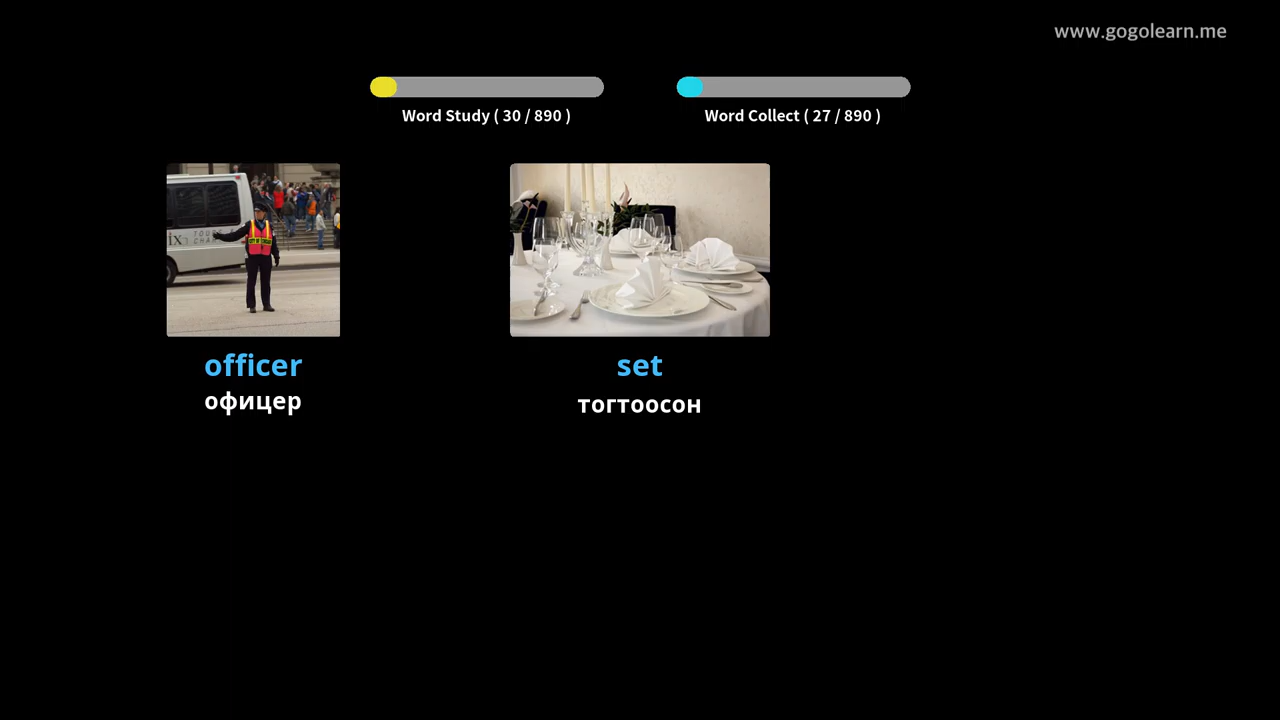 www.gogolearn.me
Word Study ( 30 / 890 )
Word Collect ( 27 / 890 )
officer
офицер
set
тогтоосон